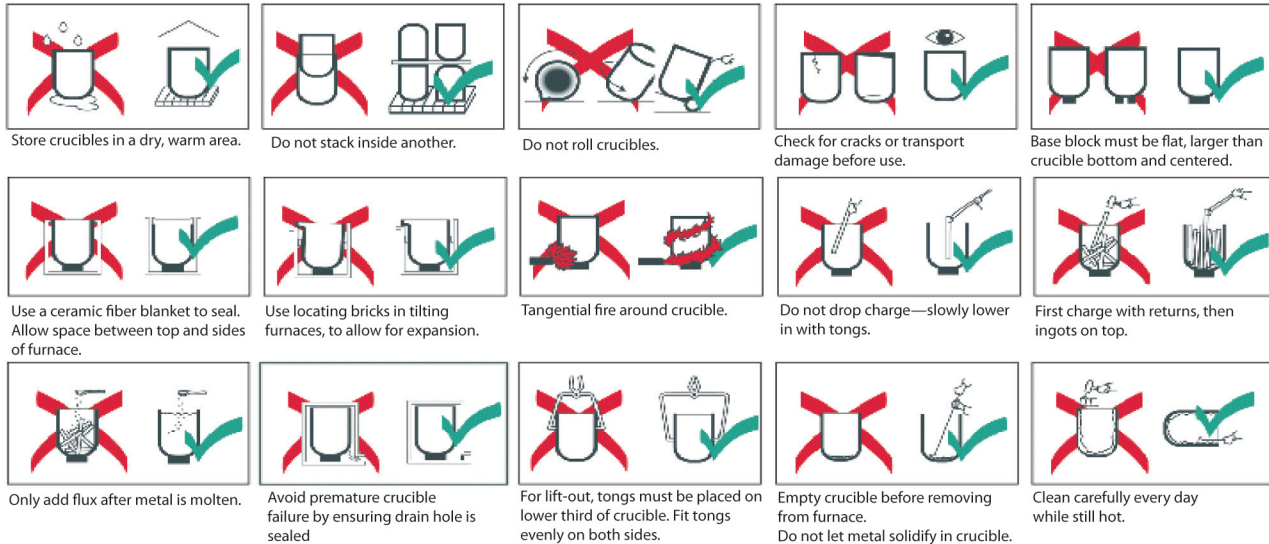 Store crucibles in a dry, warm area.
Do not stack inside another.
Do not roll crucibles.
Check for cracks or transport
damage before use.
Base block must be flat, larger than
crucible bottom and centered.
Use a ceramic fiber blanket to seal.
Allow space between top and sides
of furnace.
Use locating bricks in tilting
furnaces, to allow for expansion.
Tangential fire around crucible.
Do not drop charge—slowly lower
in with tongs.
First charge with returns, then
ingots on top.
Only add flux after metal is molten.
Avoid premature crucible
failure by ensuring drain hole is
sealed
For lift-out, tongs must be placed on
lower third of crucible. Fit tongs
evenly on both sides.
Empty crucible before removing
from furnace.
Do not let metal solidify in crucible.
Clean carefully every day
while still hot.